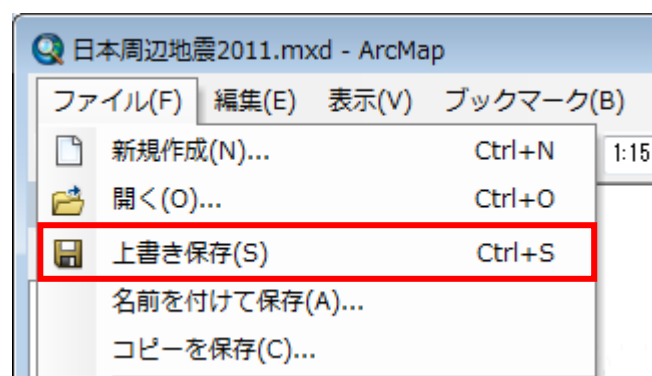 日本周辺地震2011.mxd - ArcMap
ファイル(F) 編集(E) 表示(V) ブックマーク(B)
新規作成(N)... Ctrl+N 1:15
開く(O)... Ctrl+O
上書き保存(S) Ctrl+S
名前を付けて保存(A)...
コピーを保存(C)...